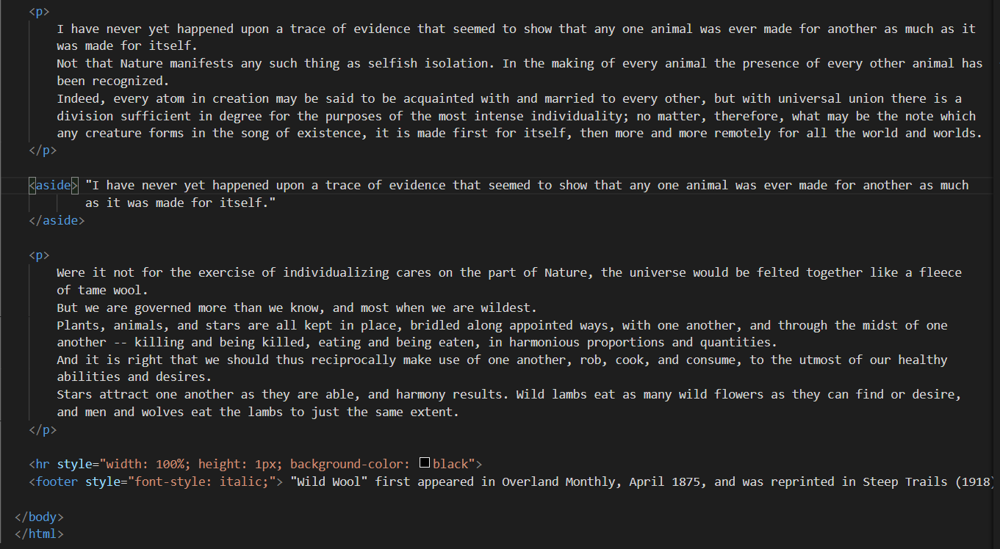 <p>
I have never yet happened upon a trace of evidence that seemed to show that any one animal was ever made for another as much as it
was made for itself.
Not that Nature manifests any such thing as selfish isolation. In the making of every animal the presence of every other animal has
been recognized.
Indeed, every atom in creation may be said to be acquainted with and married to every other, but with universal union there is a
division sufficient in degree for the purposes of the most intense individuality; no matter, therefore, what may be the note which
any creature forms in the song of existence, it is made first for itself, then more and more remotely for all the world and worlds.
</p>
<aside> "I have never yet happened upon a trace of evidence that seemed to show that any one animal was ever made for another as much
as it was made for itself."
</aside>
<p>
Were it not for the exercise of individualizing cares on the part of Nature, the universe would be felted together like a fleece
of tame wool.
But we are governed more than we know, and most when we are wildest.
Plants, animals, and stars are all kept in place, bridled along appointed ways, with one another, and through the midst of one
another -- killing and being killed, eating and being eaten, in harmonious proportions and quantities.
And it is right that we should thus reciprocally make use of one another, rob, cook, and consume, to the utmost of our healthy
abilities and desires.
Stars attract one another as they are able, and harmony results. Wild lambs eat as many wild flowers as they can find or desire,
and men and wolves eat the lambs to just the same extent.
</p>
<hr style="width: 100%; height: 1px; background-color: black">
<footer style="font-style: italic;"> "Wild Wool" first appeared in Overland Monthly, April 1875, and was reprinted in Steep Trails (1918)
</body>
</html>